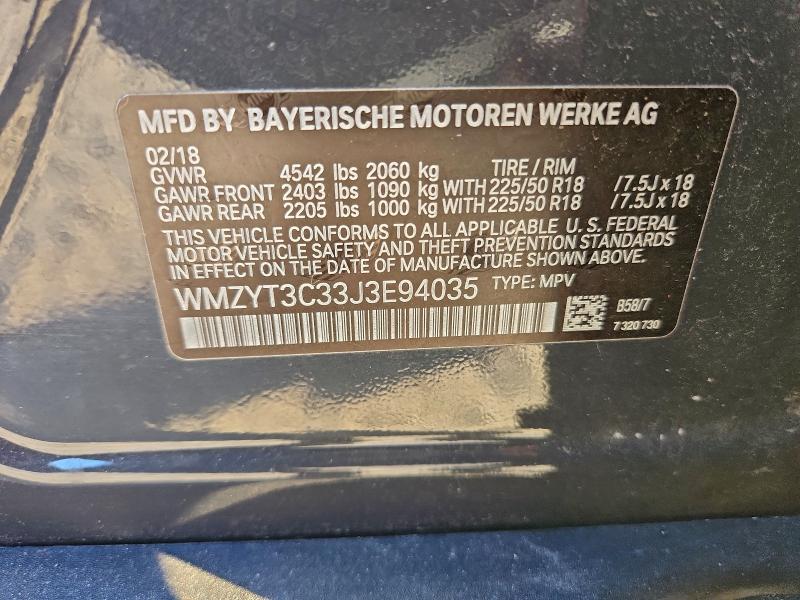 MFD BY BAYERISCHE MOTOREN WERKE AG
02/18
GVWR 4542 lbs 2060 kg TIRE / RIM
GAWR FRONT 2403 lbs 1090 kg WITH 225/50 R18 /7.5J x 18
GAWR REAR 2205 lbs 1000 kg WITH 225/50 R18 /7.5J x 18
THIS VEHICLE CONFORMS TO ALL APPLICABLE U. S. FEDERAL
MOTOR VEHICLE SAFETY AND THEFT PREVENTION STANDARDS
IN EFFECT ON THE DATE OF MANUFACTURE SHOWN ABOVE.
WMZYT3C33J3E94035 TYPE: MPV
B58/7
7 320 730